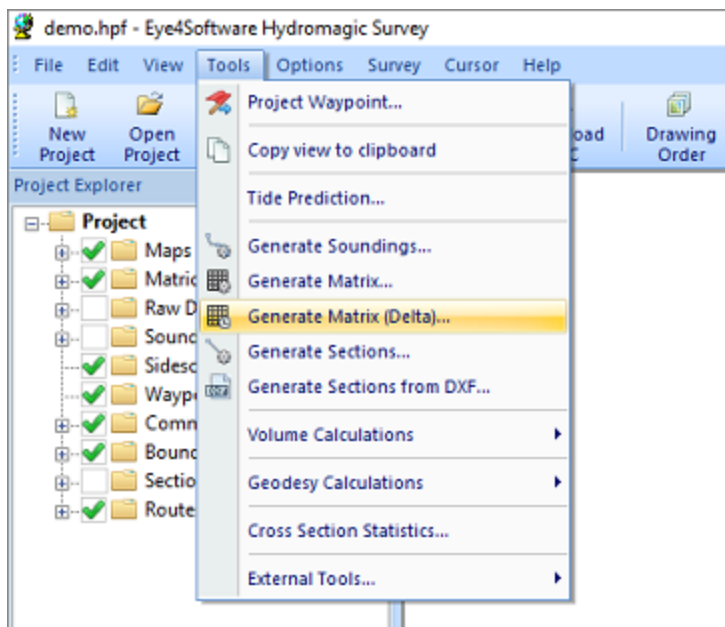 demo.hpf - Eye4Software Hydromagic Survey
File Edit View Tools Options Survey Cursor Help
New Project
Open Project
Drawing Order
Project Explorer
Project
Maps
Waypo
Route
Project Waypoint...
Copy view to clipboard
Tide Prediction...
Generate Soundings...
Generate Matrix...
Generate Matrix (Delta)...
Generate Sections...
Generate Sections from DXF...
Volume Calculations
Geodesy Calculations
Cross Section Statistics...
External Tools...